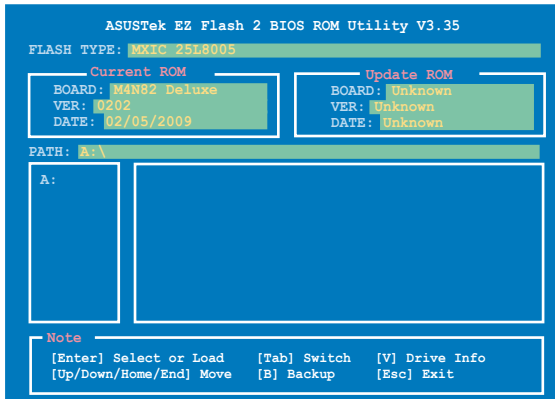 ASUSTek EZ Flash 2 BIOS ROM Utility V3.35
FLASH TYPE: MXIC 25L8005
Current ROM
BOARD: M4N82 Deluxe
VER: 0202
DATE: 02/05/2009
Update ROM
BOARD: Unknown
VER: Unknown
DATE: Unknown
PATH: A:\
A:
Note
[Enter] Select or Load [Tab] Switch [V] Drive Info
[Up/Down/Home/End] Move [B] Backup [Esc] Exit